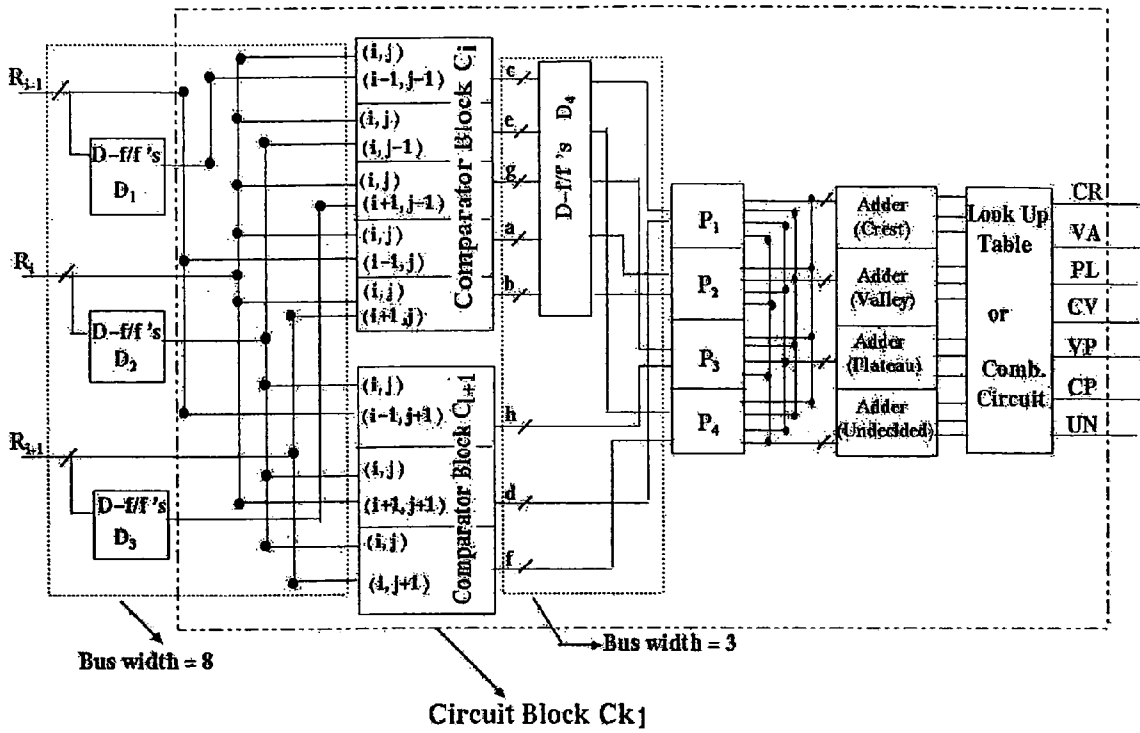 R_{i-1}
D-f/f's
D_1
R_i
D-f/f's
D_2
R_{i+1}
D-f/f's
D_3
(i,j)
(i-1,j-1)
(i,j)
(i,j-1)
(i,j)
(i+1,j-1)
(i,j)
(i-1,j)
(i,j)
(i+1,j)
Comparator Block C_i
(i,j)
(i-1,j+1)
(i,j)
(i+1,j+1)
(i,j)
(i,j+1)
Comparator Block C_{i+1}
c
e
g
a
b
h
d
f
D-f/f's D_4
P_1
P_2
P_3
P_4
Adder
(Crest)
Adder
(Valley)
Adder
(Plateau)
Adder
(Undecided)
Look Up
Table
or
Comb.
Circuit
CR
VA
PL
CV
VP
CP
UN
Bus width = 8
Bus width = 3
Circuit Block Ck_1